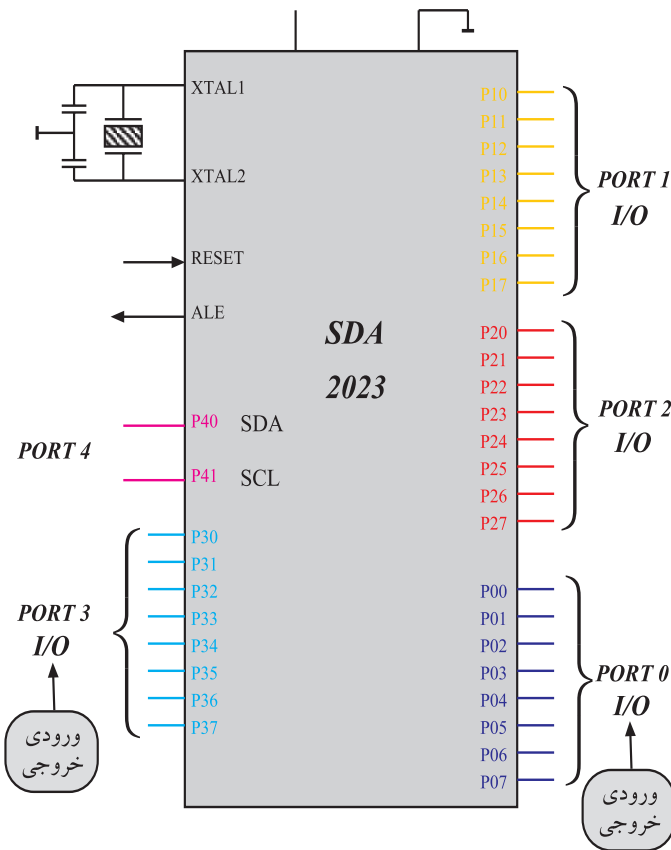 XTAL1
XTAL2
RESET
ALE
P40 SDA
P41 SCL
PORT 4
P30
P31
P32
P33
P34
P35
P36
P37
PORT 3
I/O
ورودی
خروجی
SDA
2023
P10
P11
P12
P13
P14
P15
P16
P17
PORT 1
I/O
P20
P21
P22
P23
P24
P25
P26
P27
PORT 2
I/O
P00
P01
P02
P03
P04
P05
P06
P07
PORT 0
I/O
ورودی
خروجی